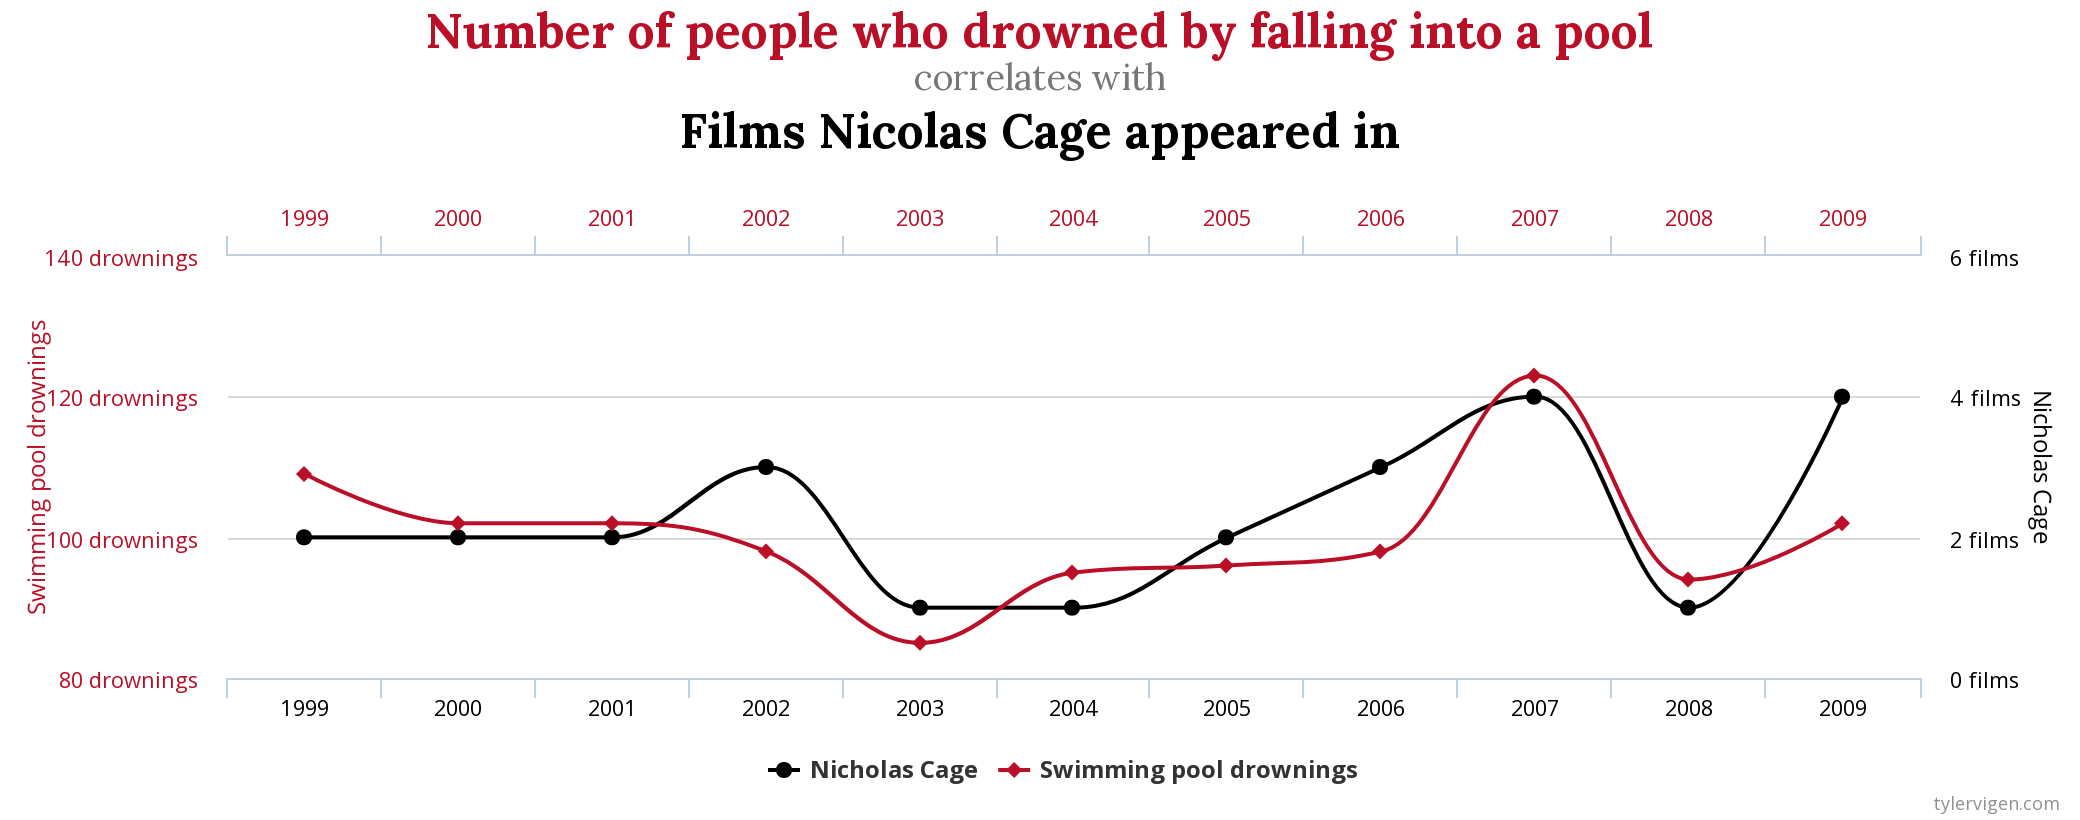 Number of people who drowned by falling into a pool
correlates with
Films Nicolas Cage appeared in
1999 2000 2001 2002 2003 2004 2005 2006 2007 2008 2009
140 drownings 6 films
Swimming pool drownings
120 drownings 4 films
Nicholas Cage
100 drownings 2 films
80 drownings 0 films
1999 2000 2001 2002 2003 2004 2005 2006 2007 2008 2009
Nicholas Cage Swimming pool drownings
tylervigen.com